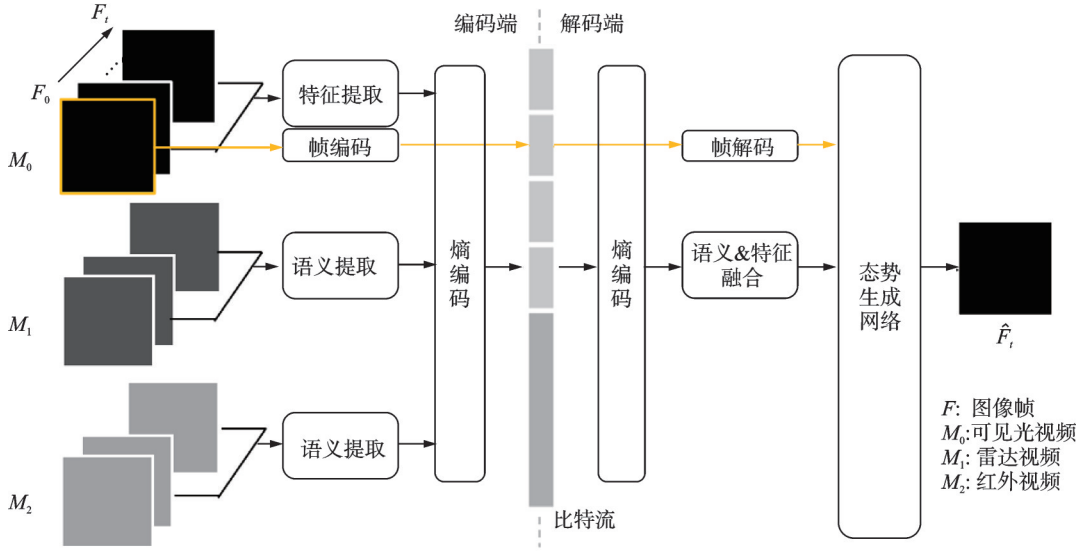 编码端
解码端
F_t
F_0
M_0
特征提取
帧编码
帧解码
M_1
语义提取
熵
编
码
熵
编
码
语义&特征
融合
态势
生成
网络
F̂_t
M_2
语义提取
比特流
F: 图像帧
M_0:可见光视频
M_1: 雷达视频
M_2: 红外视频